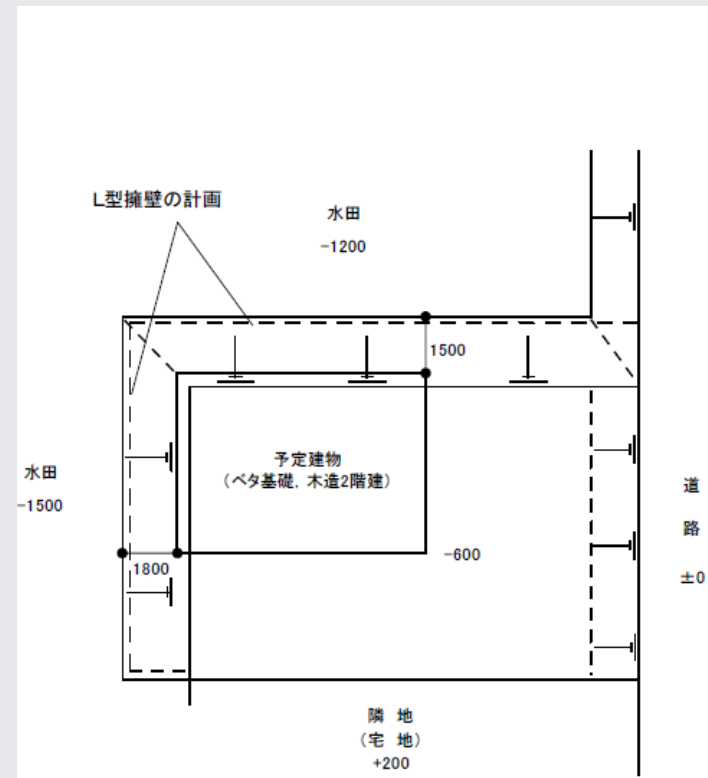 L型擁壁の計画
水田
-1200
1500
予定建物
(ベタ基礎, 木造2階建)
水田
-1500
1800
-600
道
路
±0
隣 地
(宅 地)
+200